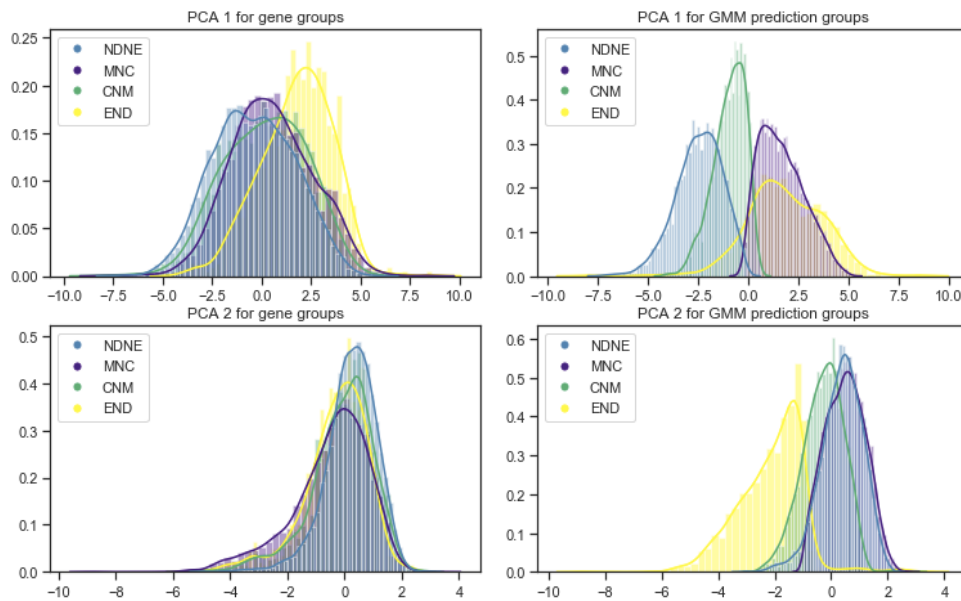 PCA 1 for gene groups
0.25
0.20
0.15
0.10
0.05
0.00
NDNE
MNC
CNM
END
−10.0 −7.5 −5.0 −2.5 0.0 2.5 5.0 7.5 10.0
PCA 1 for GMM prediction groups
0.5
0.4
0.3
0.2
0.1
0.0
NDNE
MNC
CNM
END
−10.0 −7.5 −5.0 −2.5 0.0 2.5 5.0 7.5 10.0
PCA 2 for gene groups
0.5
0.4
0.3
0.2
0.1
0.0
NDNE
MNC
CNM
END
−10 −8 −6 −4 −2 0 2 4
PCA 2 for GMM prediction groups
0.6
0.5
0.4
0.3
0.2
0.1
0.0
NDNE
MNC
CNM
END
−10 −8 −6 −4 −2 0 2 4